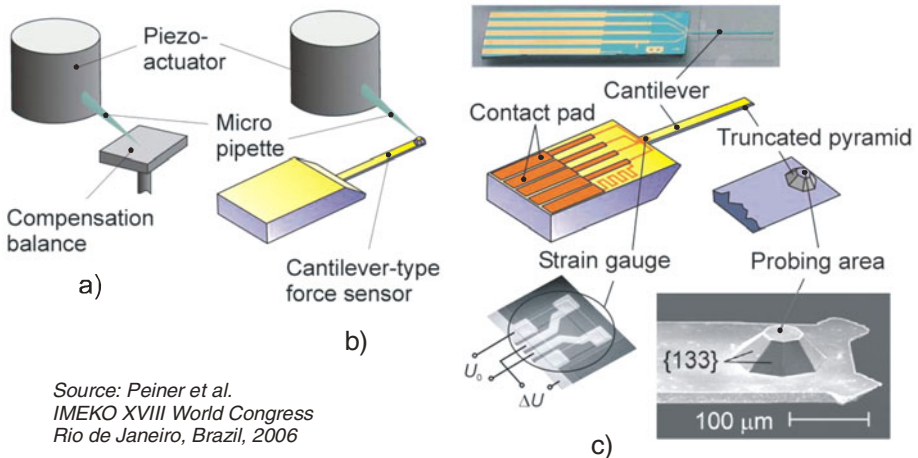 Piezo-
actuator
Micro
pipette
Compensation
balance
a)
Cantilever-type
force sensor
b)
Cantilever
Contact pad
Truncated pyramid
Strain gauge
Probing area
U₀
ΔU
{133}
100 μm
c)
Source: Peiner et al.
IMEKO XVIII World Congress
Rio de Janeiro, Brazil, 2006